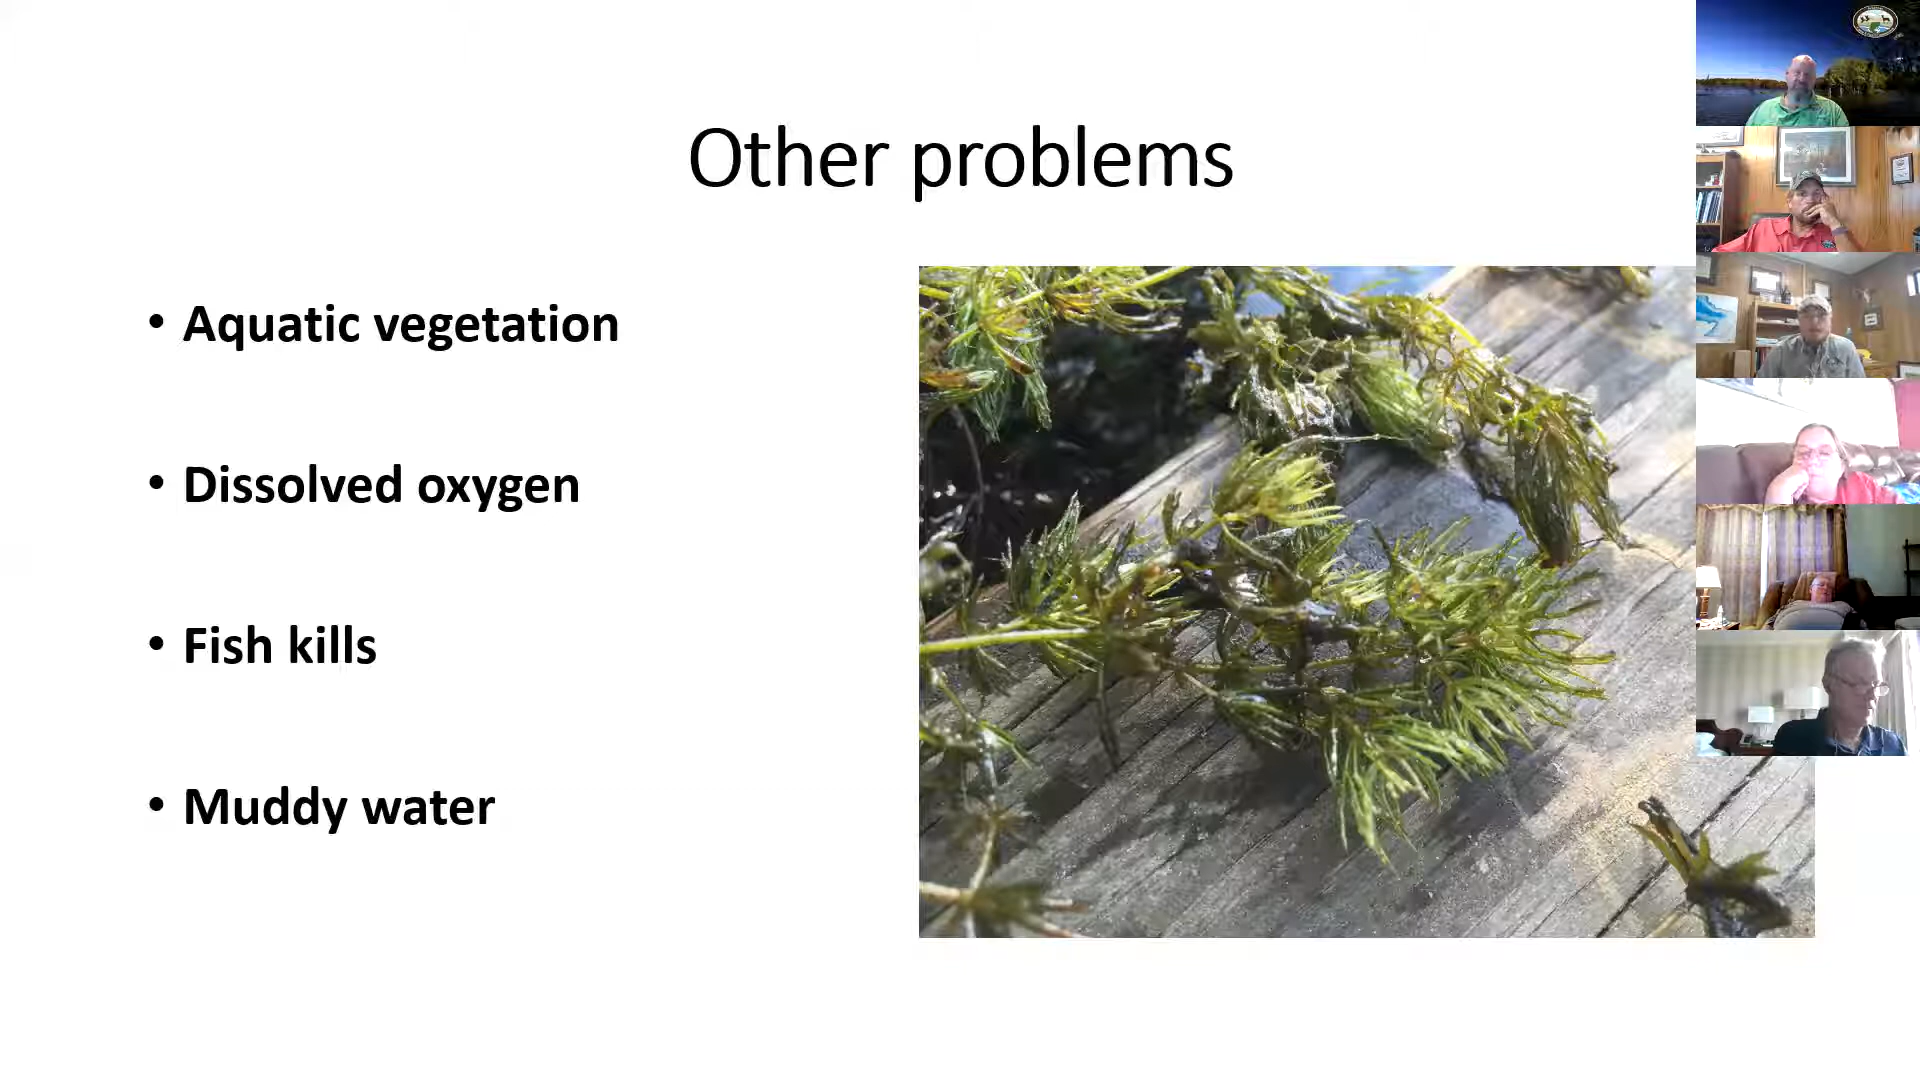 Other problems
• Aquatic vegetation
• Dissolved oxygen
• Fish kills
• Muddy water